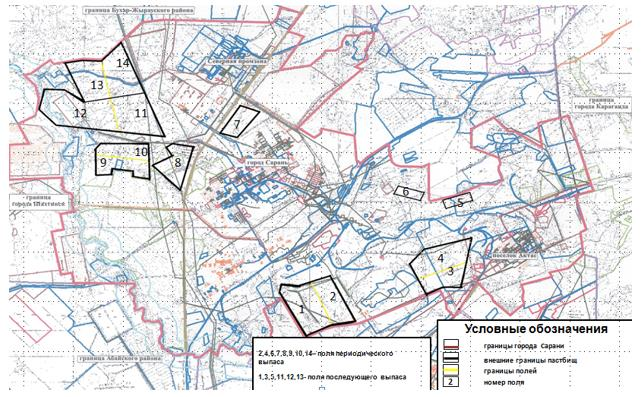 граница Бухар-Жырауского района
14
Северная промзона
13
граница
города Караганда
12
11
7
10
9
8
город Сарань
6
5
граница
города Шахтинск
4
3
поселок Актас
2
1
граница Абайского района
2,4,6,7,8,9,10,14– поля периодического
выпаса
1,3,5,11,12,13- поля последующего выпаса
Условные обозначения
границы города Сарани
внешние границы пастбищ
границы полей
2 номер поля